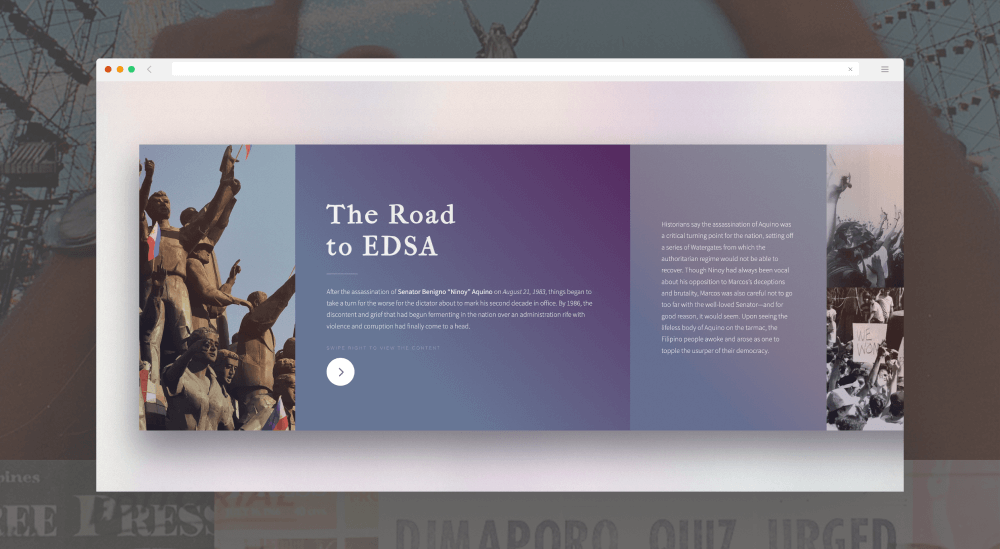 The Road
to EDSA
After the assassination of Senator Benigno "Ninoy" Aquino on August 21, 1983, things began to
take a turn for the worse for the dictator about to mark his second decade in office. By 1986, the
discontent and grief that had begun fermenting in the nation over an administration rife with
violence and corruption had finally come to a head.
SWIPE RIGHT TO VIEW THE CONTENT
Historians say the assassination of Aquino was
a critical turning point for the nation, setting off
a series of Watergates from which the
authoritarian regime would not be able to
recover. Though Ninoy had always been vocal
about his opposition to Marcos's deceptions
and brutality, Marcos was also careful not to go
too far with the well-loved Senator—and for
good reason, it would seem. Upon seeing the
lifeless body of Aquino on the tarmac, the
Filipino people awoke and arose as one to
topple the usurper of their democracy.
WE
WON
pines
REE PRESS
RIAL
DIMAPORO QUIZ URGED